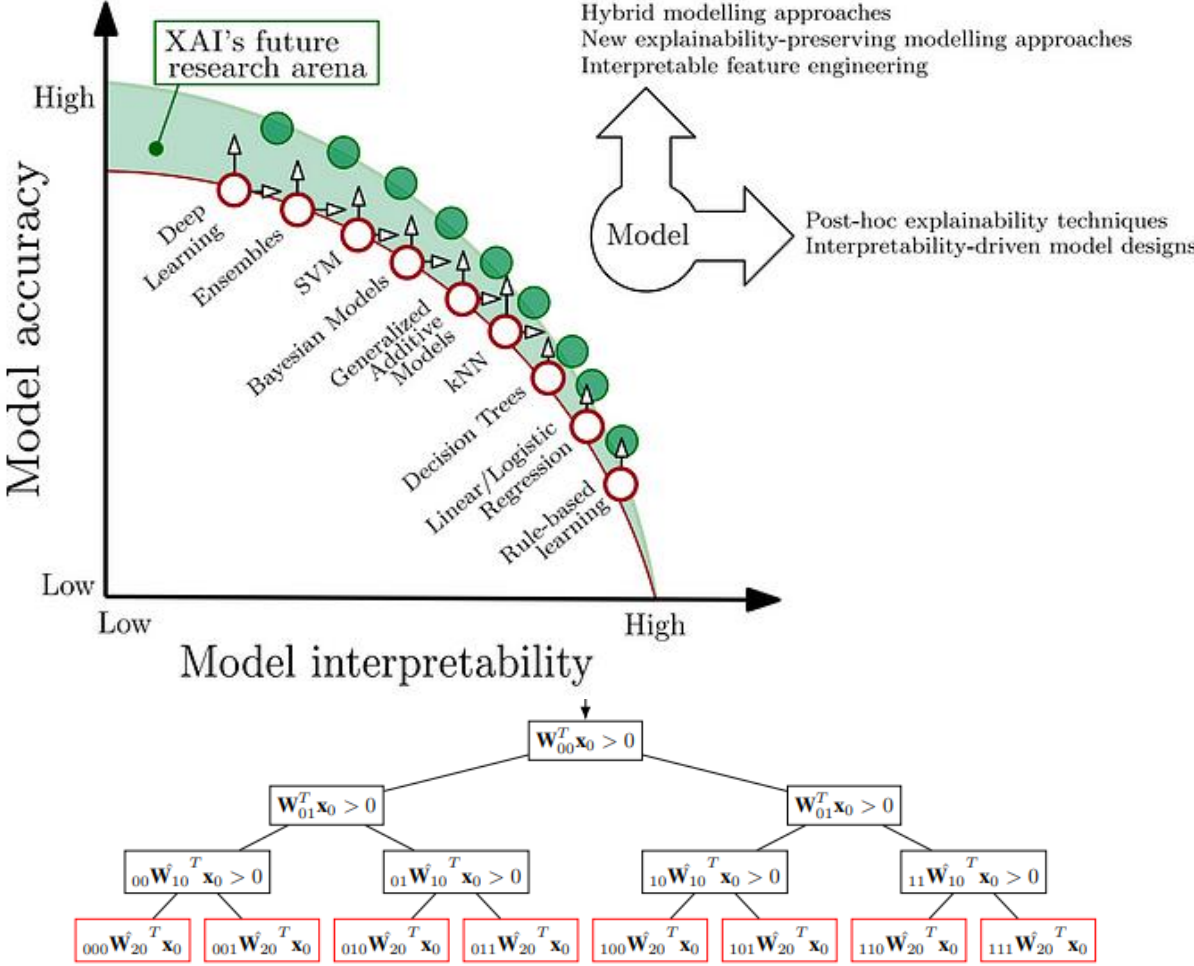 XAI's future
research arena
Hybrid modelling approaches
New explainability-preserving modelling approaches
Interpretable feature engineering
Model
Post-hoc explainability techniques
Interpretability-driven model designs
High
Model accuracy
Low
Deep
Learning
Ensembles
SVM
Bayesian Models
Generalized
Additive
Models
kNN
Decision Trees
Linear/Logistic
Regression
Rule-based
learning
Low
High
Model interpretability
W_{00}^T x_0 > 0
W_{01}^T x_0 > 0
W_{01}^T x_0 > 0
_{00}Ŵ_{10}^T x_0 > 0
_{01}Ŵ_{10}^T x_0 > 0
_{10}Ŵ_{10}^T x_0 > 0
_{11}Ŵ_{10}^T x_0 > 0
_{000}Ŵ_{20}^T x_0
_{001}Ŵ_{20}^T x_0
_{010}Ŵ_{20}^T x_0
_{011}Ŵ_{20}^T x_0
_{100}Ŵ_{20}^T x_0
_{101}Ŵ_{20}^T x_0
_{110}Ŵ_{20}^T x_0
_{111}Ŵ_{20}^T x_0